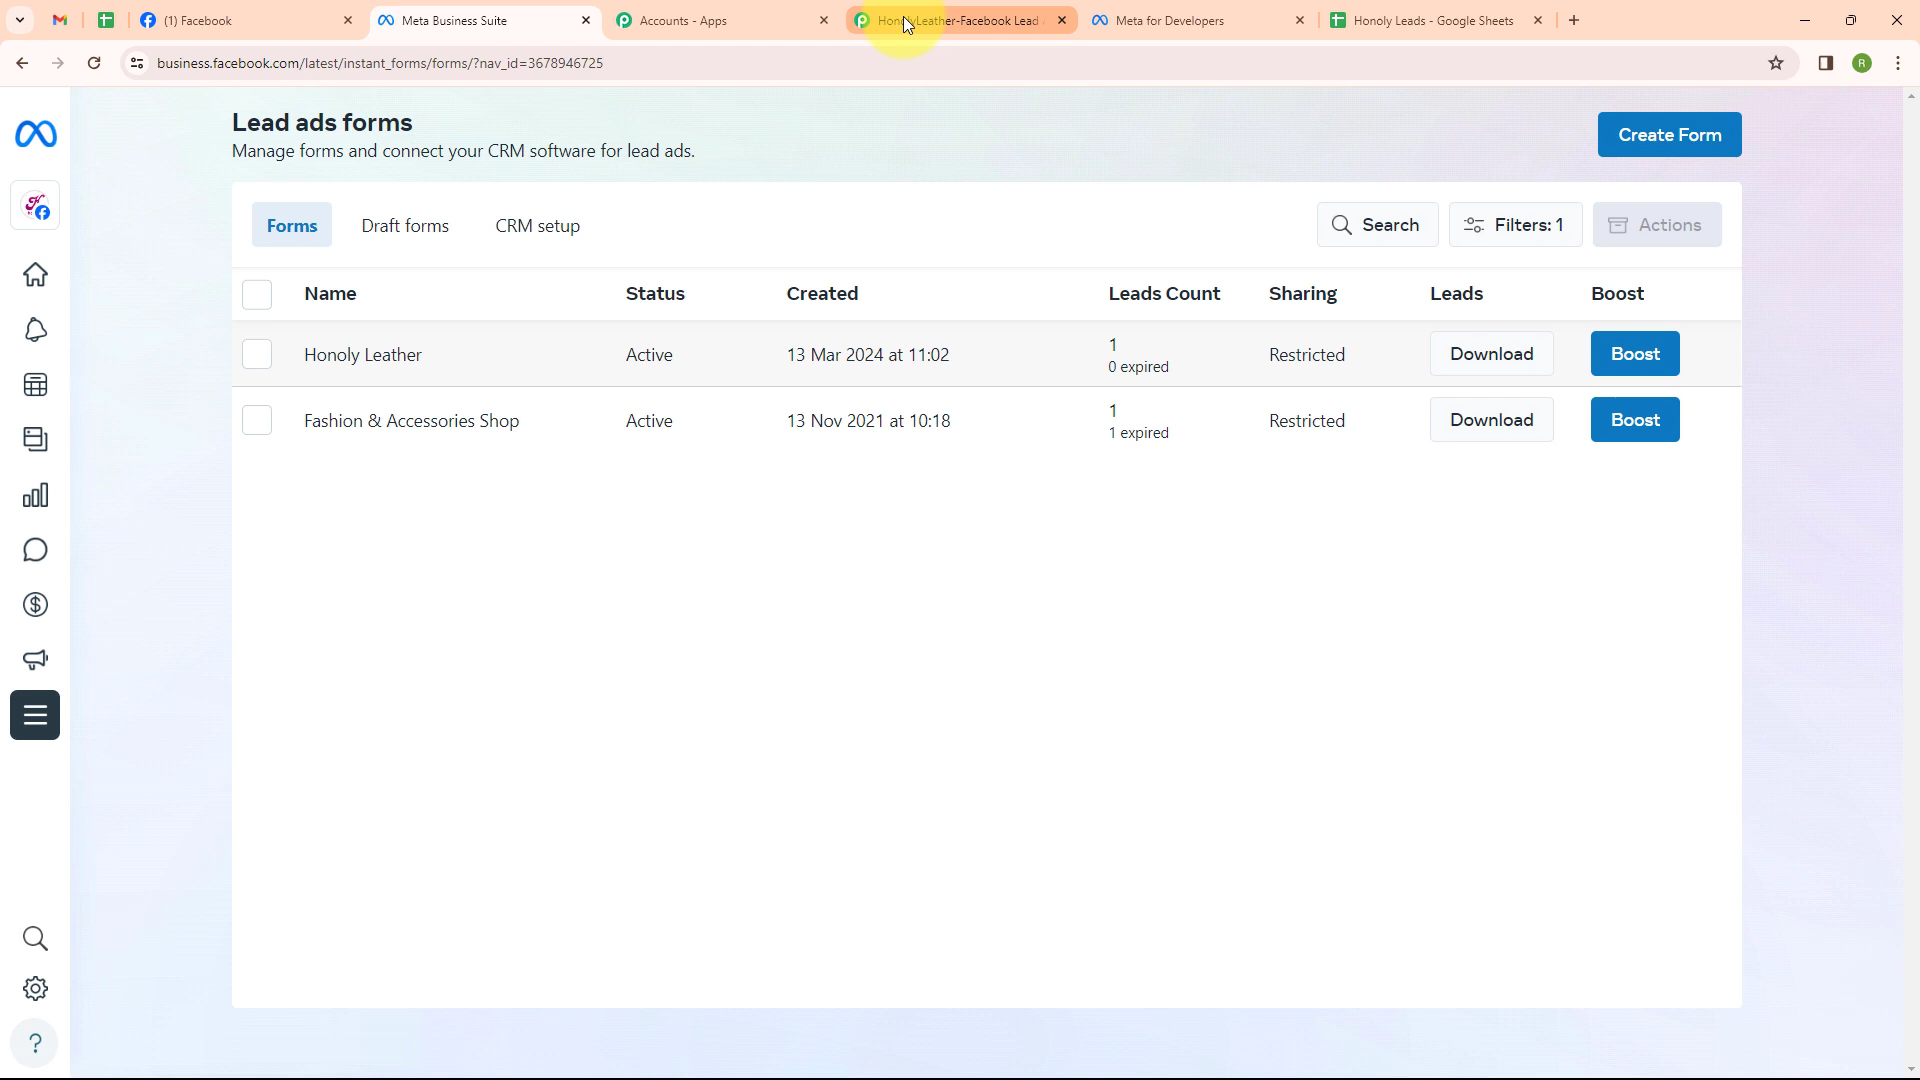 (1) Facebook
Meta Business Suite
Accounts - Apps
Leather-Facebook Lead
Meta for Developers
Honoly Leads - Google Sheets
business.facebook.com/latest/instant_forms/forms/?nav_id=3678946725
R
Lead ads forms
Manage forms and connect your CRM software for lead ads.
Create Form
Forms
Draft forms
CRM setup
Search
Filters: 1
Actions
Name
Status
Created
Leads Count
Sharing
Leads
Boost
Honoly Leather
Active
13 Mar 2024 at 11:02
1
0 expired
Restricted
Download
Boost
Fashion & Accessories Shop
Active
13 Nov 2021 at 10:18
1
1 expired
Restricted
Download
Boost